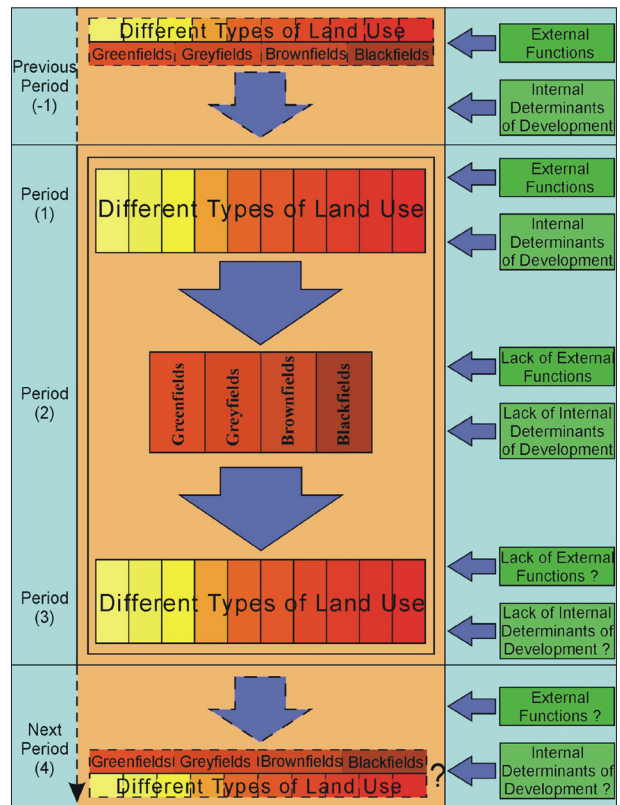 Different Types of Land Use
Greenfields Greyfields Brownfields Blackfields
External
Functions
Previous
Period
(-1)
Internal
Determinants
of Development
Period
(1)
Different Types of Land Use
External
Functions
Internal
Determinants
of Development
Period
(2)
Greenfields
Greyfields
Brownfields
Blackfields
Lack of External
Functions
Lack of Internal
Determinants
of Development
Period
(3)
Different Types of Land Use
Lack of External
Functions ?
Lack of Internal
Determinants of
Development ?
Next
Period
(4)
Greenfields Greyfields Brownfields Blackfields
Different Types of Land Use
?
External
Functions ?
Internal
Determinants of
Development ?